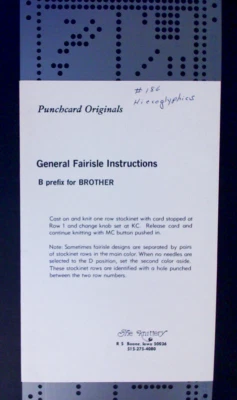 # 186
Hieroglyphics
Punchcard Originals
General Fairisle Instructions
B prefix for BROTHER
Cast on and knit one row stockinet with card stopped at
Row 1 and change knob set at KC. Release card and
continue knitting with MC button pushed in.
Note: Sometimes fairisle designs are separated by pairs
of stockinet rows in the main color. When no needles are
selected to the D position, set the second color aside.
These stockinet rows are identified with a hole punched
between the two row numbers.
R 5 Boone, Iowa 50036